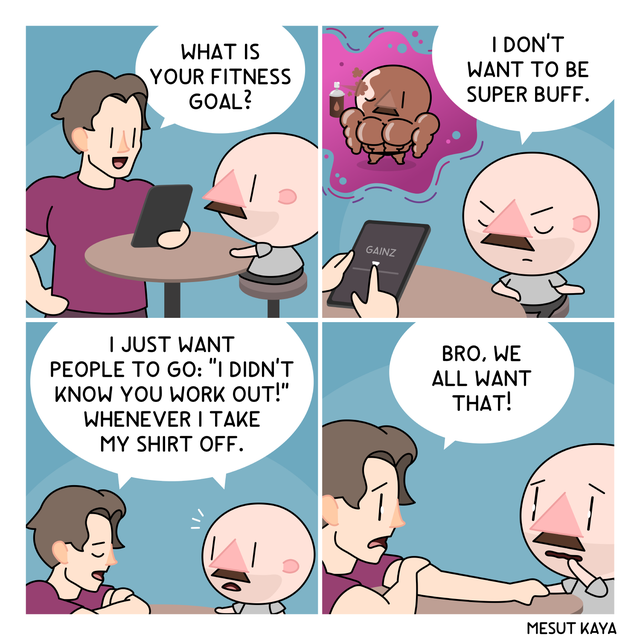 WHAT IS
YOUR FITNESS
GOAL?
I DON'T
WANT TO BE
SUPER BUFF.
GAINZ
I JUST WANT
PEOPLE TO GO: "I DIDN'T
KNOW YOU WORK OUT!"
WHENEVER I TAKE
MY SHIRT OFF.
BRO, WE
ALL WANT
THAT!
MESUT KAYA